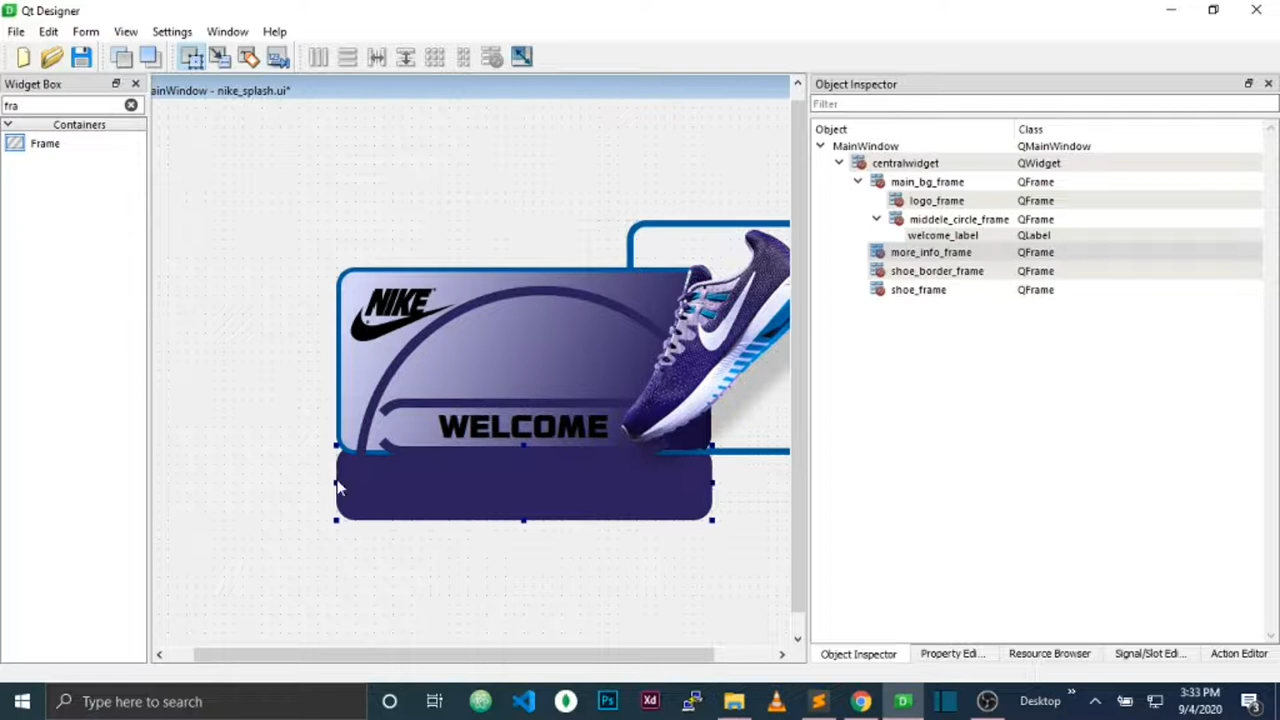 Qt Designer
File Edit Form View Settings Window Help
Widget Box
fra
Containers
Frame
ainWindow - nike_splash.ui*
NIKE
WELCOME
Object Inspector
Filter
Object Class
MainWindow QMainWindow
centralwidget QWidget
main_bg_frame QFrame
logo_frame QFrame
middele_circle_frame QFrame
welcome_label QLabel
more_info_frame QFrame
shoe_border_frame QFrame
shoe_frame QFrame
Object Inspector Property Edi... Resource Browser Signal/Slot Edi... Action Editor
Type here to search
Ps
Xd
Desktop
3:33 PM
9/4/2020
3